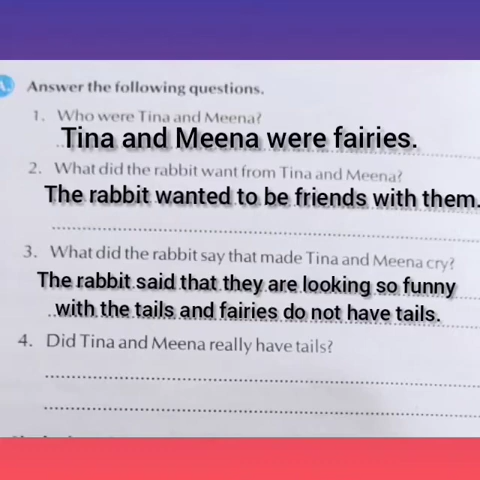 A. Answer the following questions.
1. Who were Tina and Meena?
Tina and Meena were fairies.
2. What did the rabbit want from Tina and Meena?
The rabbit wanted to be friends with them.
3. What did the rabbit say that made Tina and Meena cry?
The rabbit said that they are looking so funny
with the tails and fairies do not have tails.
4. Did Tina and Meena really have tails?